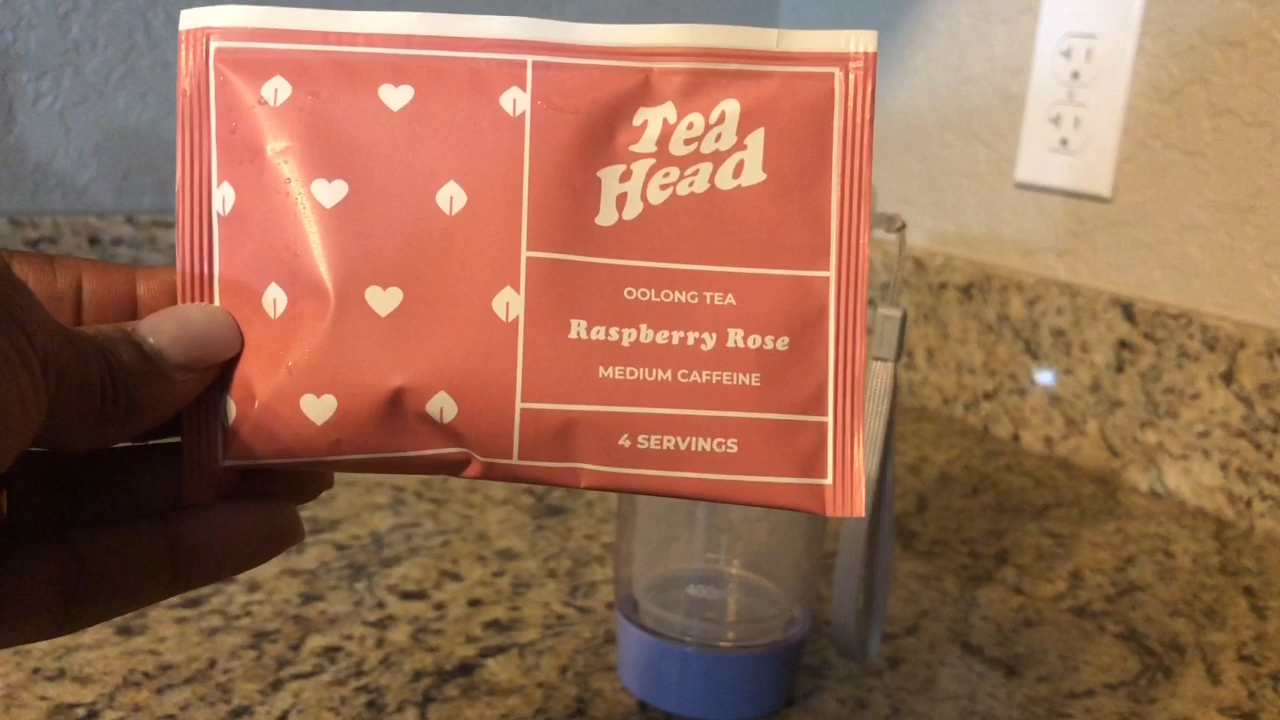 Tea
Head
OOLONG TEA
Raspberry Rose
MEDIUM CAFFEINE
4 SERVINGS